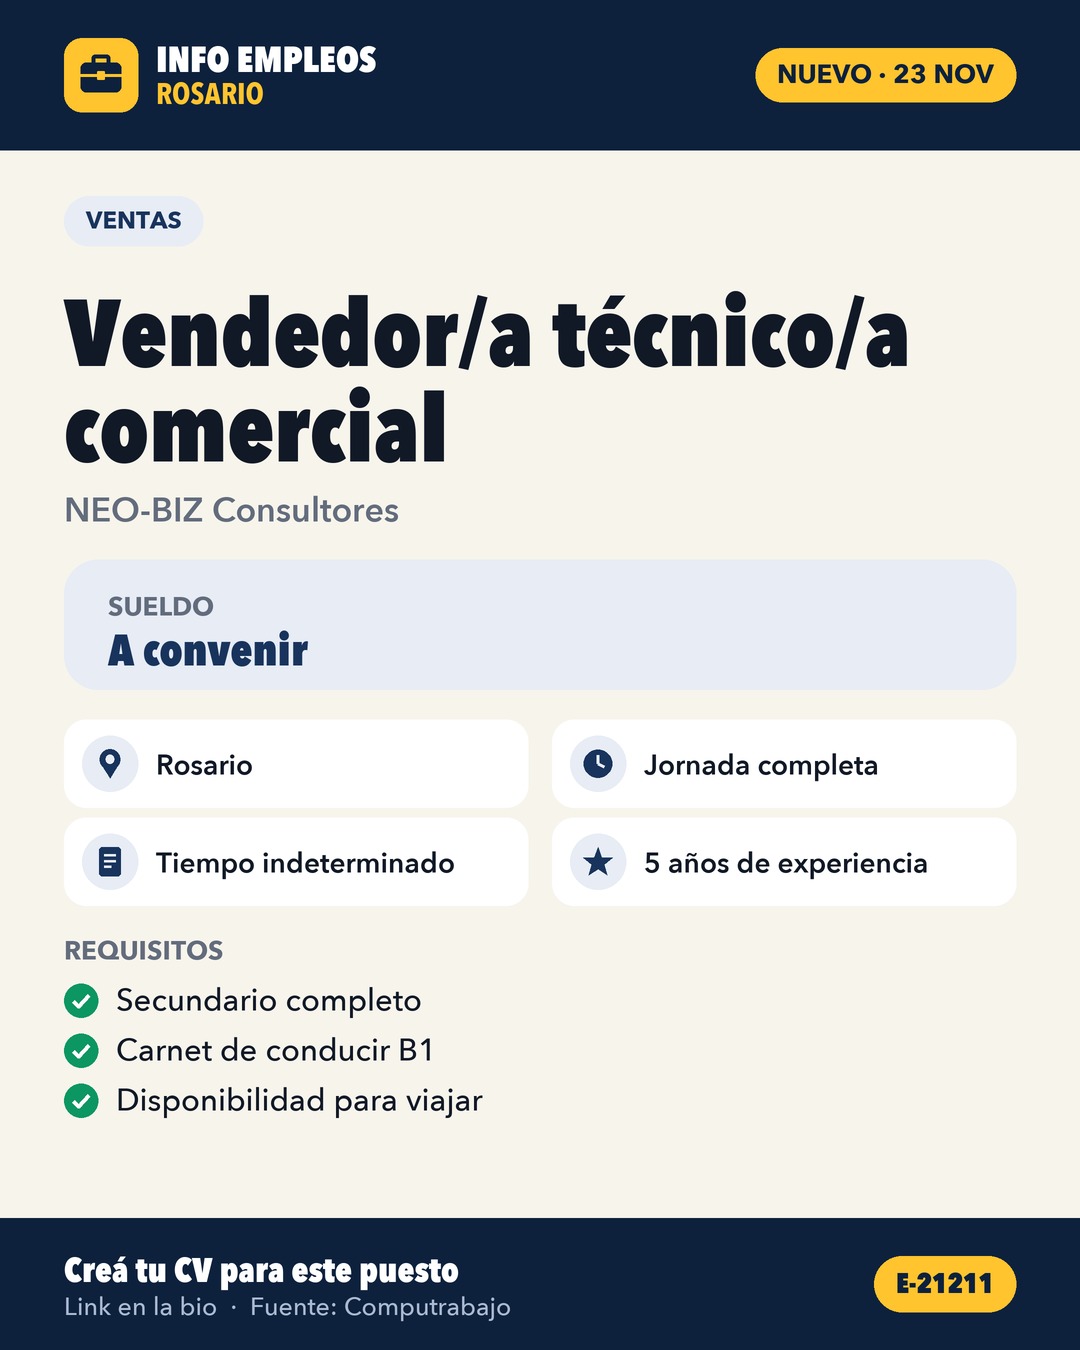 INFO EMPLEOS
ROSARIO
NUEVO · 23 NOV
VENTAS
Vendedor/a técnico/a
comercial
NEO-BIZ Consultores
SUELDO
A convenir
Rosario
Jornada completa
Tiempo indeterminado
5 años de experiencia
REQUISITOS
Secundario completo
Carnet de conducir B1
Disponibilidad para viajar
Creá tu CV para este puesto
Link en la bio · Fuente: Computrabajo
E-21211